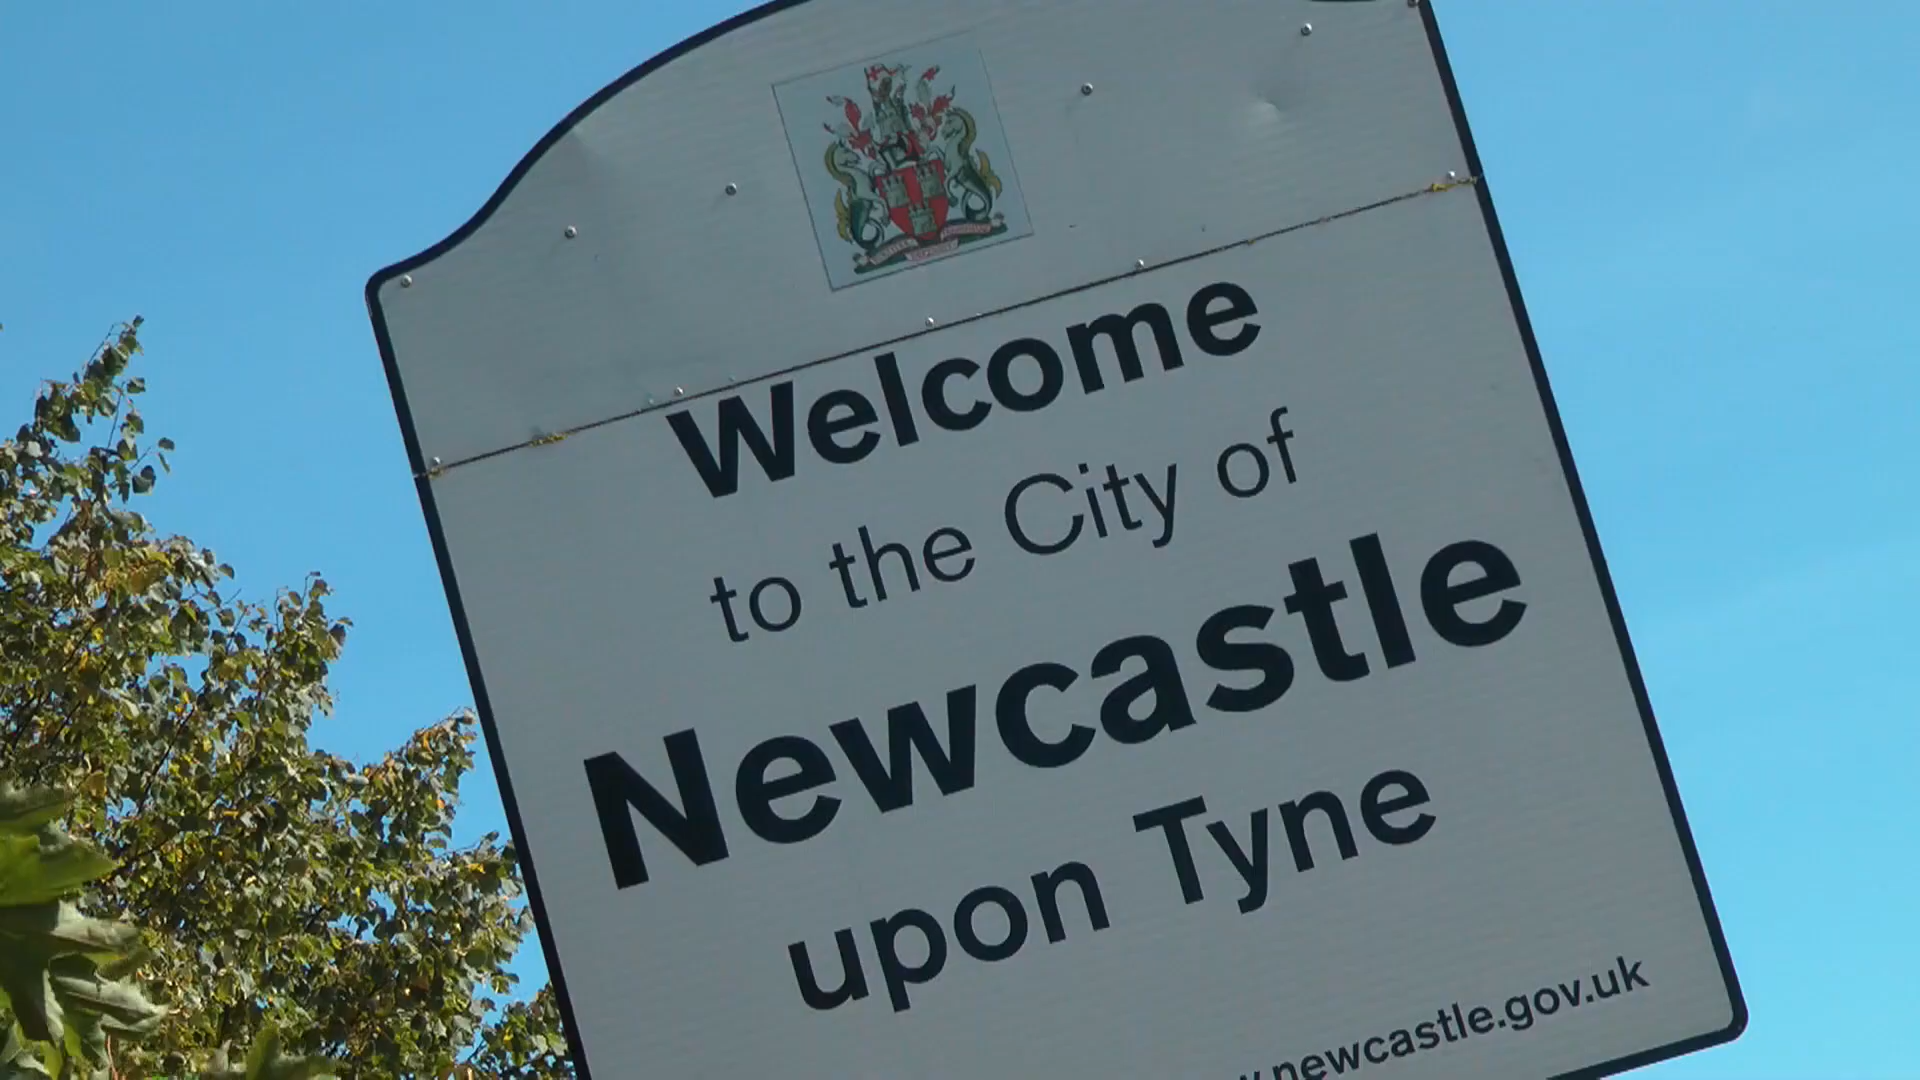 Welcome
to the City of
Newcastle
upon Tyne
newcastle.gov.uk